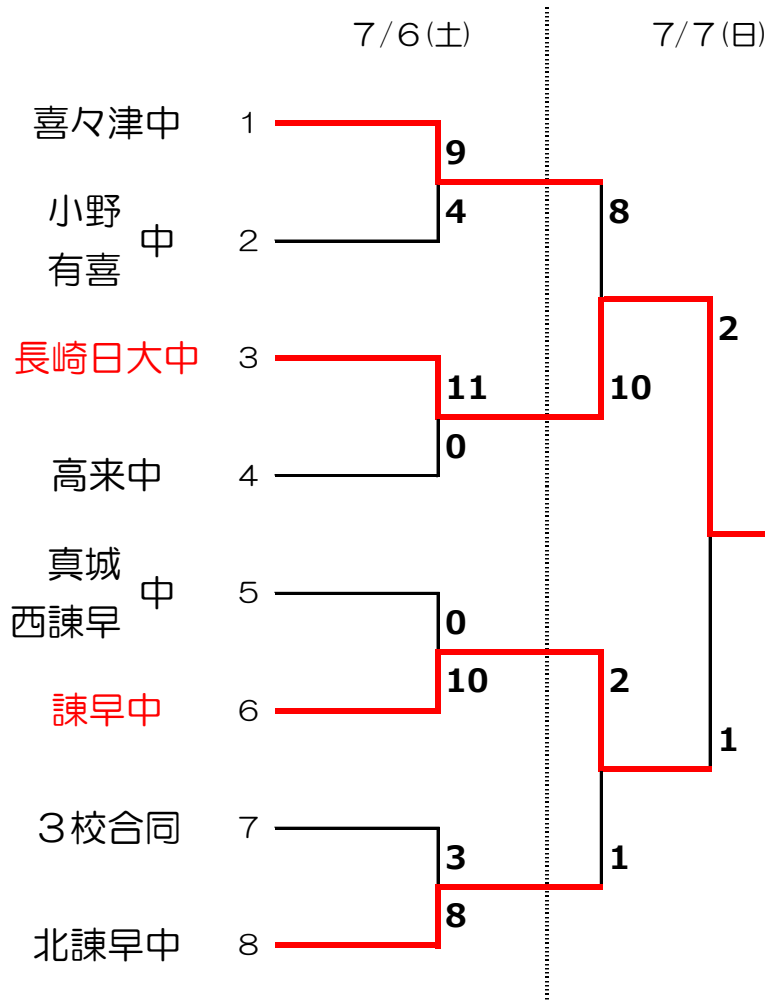 7/6(土)
7/7(日)
喜々津中 1
9
4
8
小野
有喜 中 2
2
長崎日大中 3
11
0
10
高来中 4
真城
西諫早 中 5
0
10
2
諫早中 6
1
3校合同 7
3
8
1
北諫早中 8